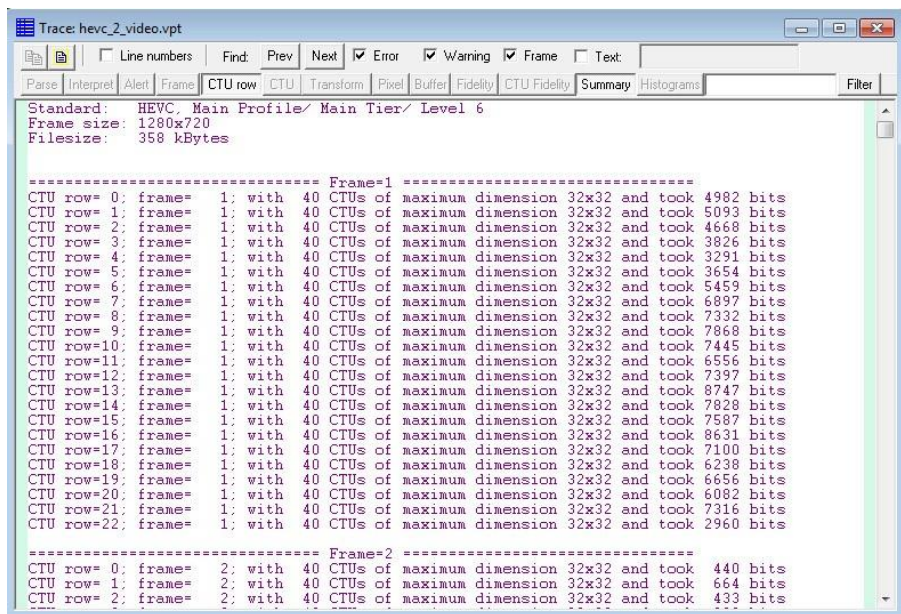 Trace: hevc_2_video.vpt
Line numbers Find: Prev Next Error Warning Frame Text:
Parse Interpret Alert Frame CTU row CTU Transform Pixel Buffer Fidelity CTU Fidelity Summary Histograms Filter X
Standard: HEVC, Main Profile/ Main Tier/ Level 6
Frame size: 1280x720
Filesize: 358 kBytes
================================ Frame=1 ================================
CTU row= 0; frame= 1; with 40 CTUs of maximum dimension 32x32 and took 4982 bits
CTU row= 1; frame= 1; with 40 CTUs of maximum dimension 32x32 and took 5093 bits
CTU row= 2; frame= 1; with 40 CTUs of maximum dimension 32x32 and took 4668 bits
CTU row= 3; frame= 1; with 40 CTUs of maximum dimension 32x32 and took 3826 bits
CTU row= 4; frame= 1; with 40 CTUs of maximum dimension 32x32 and took 3291 bits
CTU row= 5; frame= 1; with 40 CTUs of maximum dimension 32x32 and took 3654 bits
CTU row= 6; frame= 1; with 40 CTUs of maximum dimension 32x32 and took 5459 bits
CTU row= 7; frame= 1; with 40 CTUs of maximum dimension 32x32 and took 6897 bits
CTU row= 8; frame= 1; with 40 CTUs of maximum dimension 32x32 and took 7332 bits
CTU row= 9; frame= 1; with 40 CTUs of maximum dimension 32x32 and took 7868 bits
CTU row=10; frame= 1; with 40 CTUs of maximum dimension 32x32 and took 7445 bits
CTU row=11; frame= 1; with 40 CTUs of maximum dimension 32x32 and took 6556 bits
CTU row=12; frame= 1; with 40 CTUs of maximum dimension 32x32 and took 7397 bits
CTU row=13; frame= 1; with 40 CTUs of maximum dimension 32x32 and took 8747 bits
CTU row=14; frame= 1; with 40 CTUs of maximum dimension 32x32 and took 7828 bits
CTU row=15; frame= 1; with 40 CTUs of maximum dimension 32x32 and took 7587 bits
CTU row=16; frame= 1; with 40 CTUs of maximum dimension 32x32 and took 8631 bits
CTU row=17; frame= 1; with 40 CTUs of maximum dimension 32x32 and took 7100 bits
CTU row=18; frame= 1; with 40 CTUs of maximum dimension 32x32 and took 6238 bits
CTU row=19; frame= 1; with 40 CTUs of maximum dimension 32x32 and took 6656 bits
CTU row=20; frame= 1; with 40 CTUs of maximum dimension 32x32 and took 6082 bits
CTU row=21; frame= 1; with 40 CTUs of maximum dimension 32x32 and took 7316 bits
CTU row=22; frame= 1; with 40 CTUs of maximum dimension 32x32 and took 2960 bits
================================ Frame=2 ================================
CTU row= 0; frame= 2; with 40 CTUs of maximum dimension 32x32 and took 440 bits
CTU row= 1; frame= 2; with 40 CTUs of maximum dimension 32x32 and took 664 bits
CTU row= 2; frame= 2; with 40 CTUs of maximum dimension 32x32 and took 433 bits